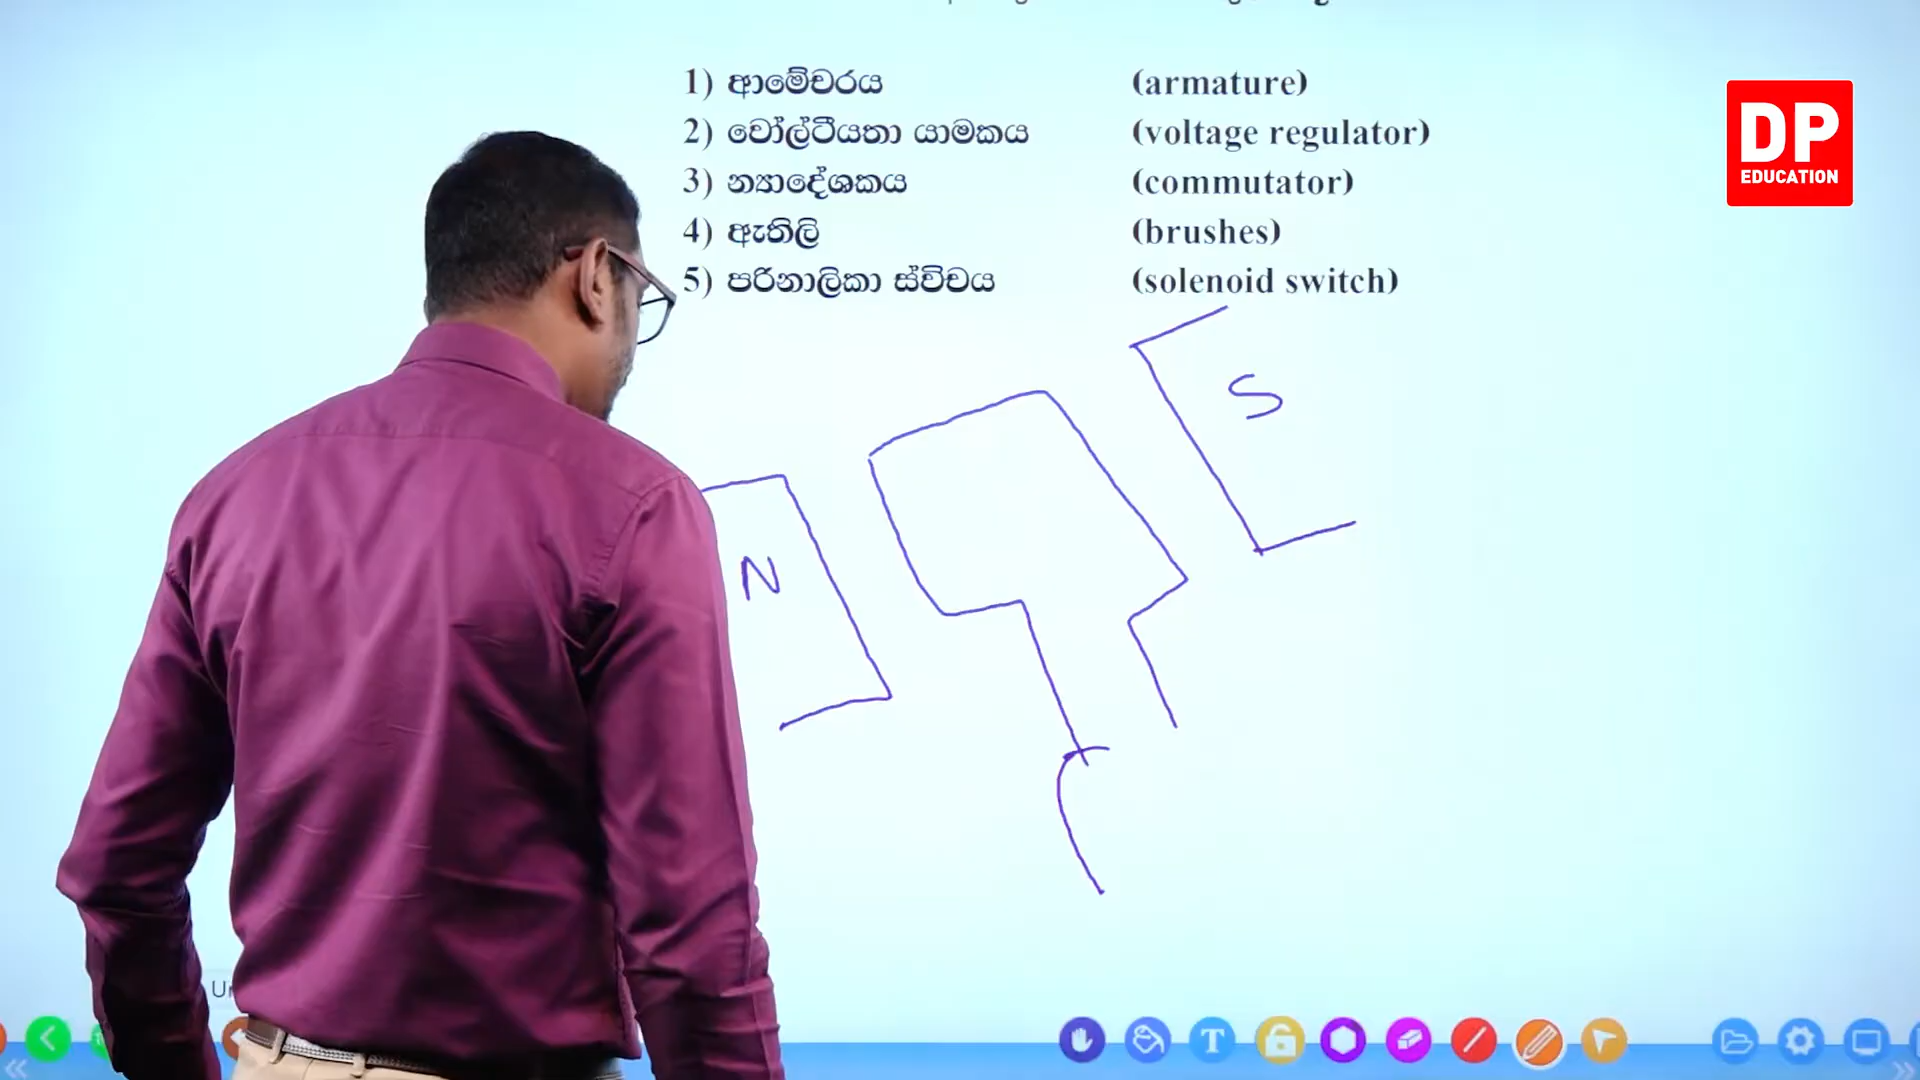 1) ආමේචරය (armature)
2) වෝල්ටීයතා යාමකය (voltage regulator)
3) න්‍යාදේශකය (commutator)
4) ඇතිලි (brushes)
5) පරිනාලිකා ස්විචය (solenoid switch)
DP
EDUCATION
S
N
T